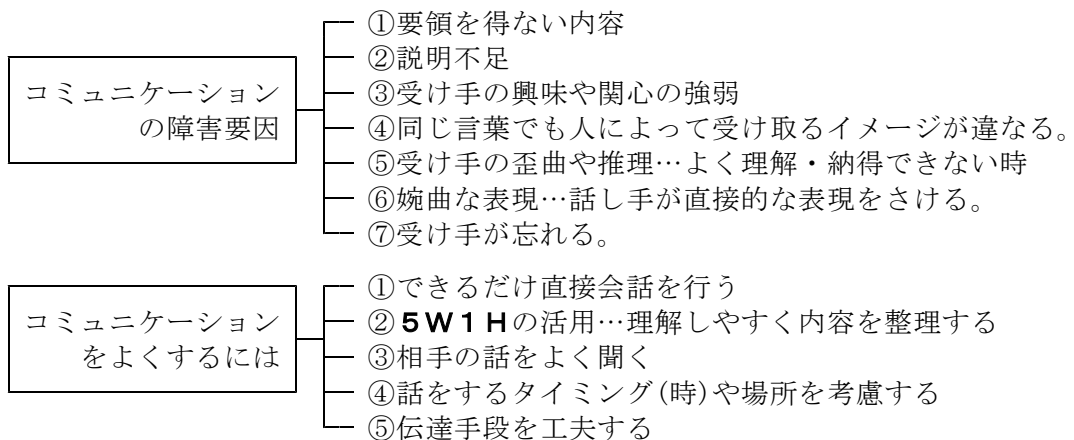 コミュニケーション
の障害要因
①要領を得ない内容
②説明不足
③受け手の興味や関心の強弱
④同じ言葉でも人によって受け取るイメージが違なる。
⑤受け手の歪曲や推理…よく理解・納得できない時
⑥婉曲な表現…話し手が直接的な表現をさける。
⑦受け手が忘れる。
コミュニケーション
をよくするには
①できるだけ直接会話を行う
②５Ｗ１Ｈの活用…理解しやすく内容を整理する
③相手の話をよく聞く
④話をするタイミング(時)や場所を考慮する
⑤伝達手段を工夫する